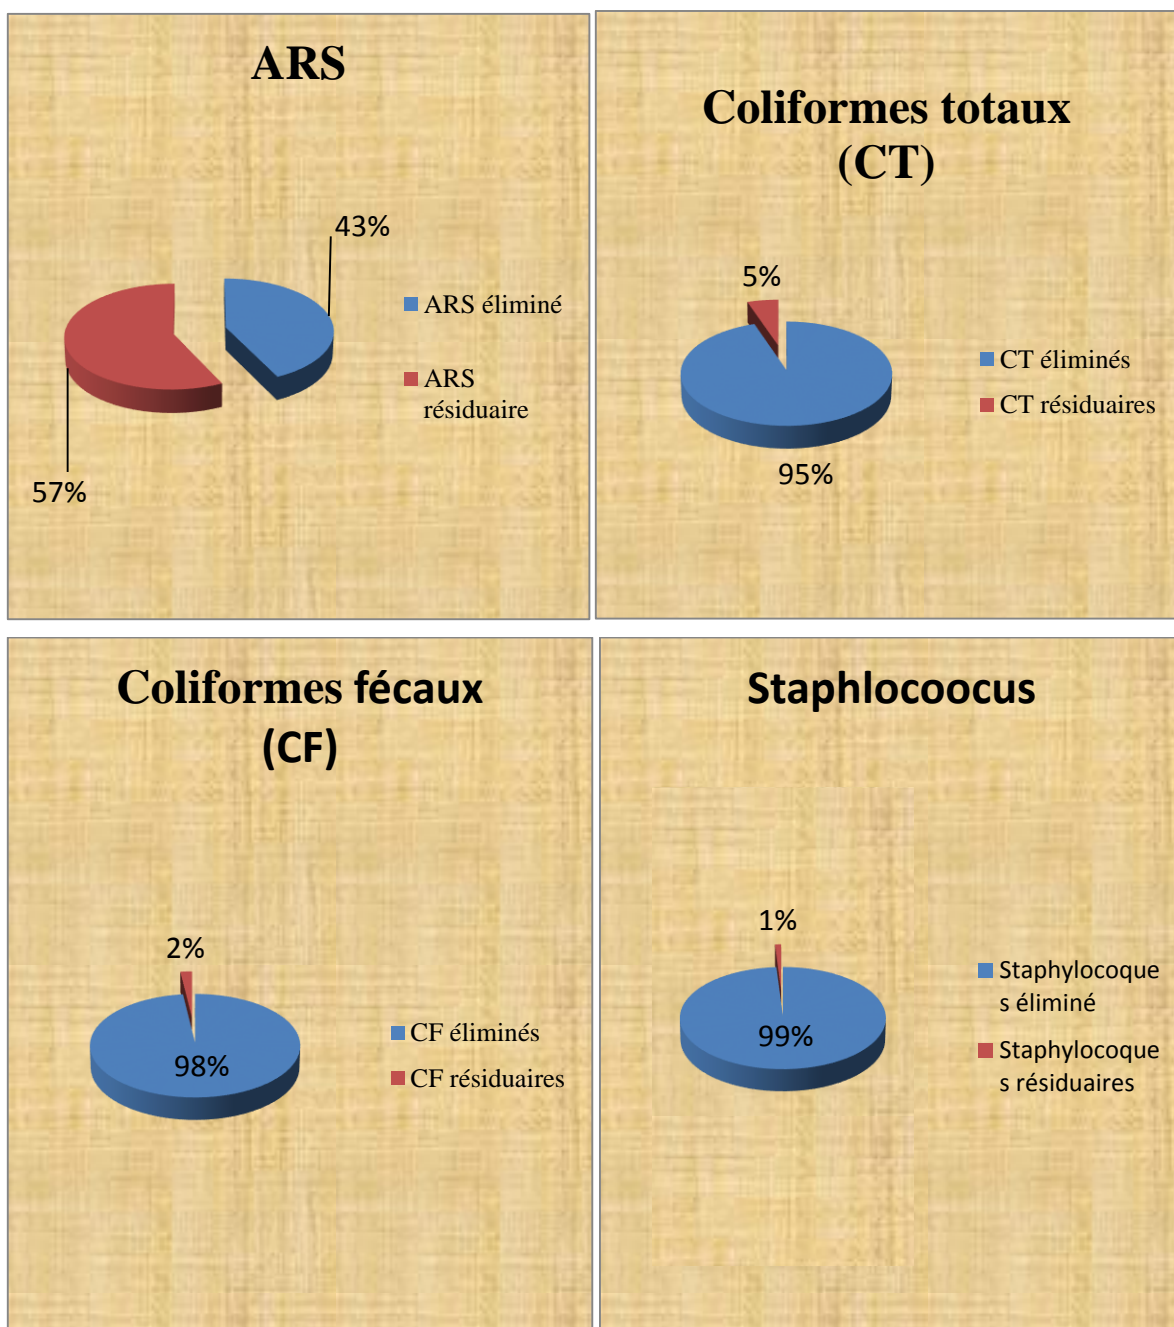 ARS
43%
ARS éliminé
ARS
résiduaire
57%
Coliformes totaux
(CT)
5%
CT éliminés
CT résiduaires
95%
Coliformes fécaux
(CF)
2%
98%
CF éliminés
CF résiduaires
Staphlocoocus
1%
99%
Staphylocoque
s éliminé
Staphylocoque
s résiduaires